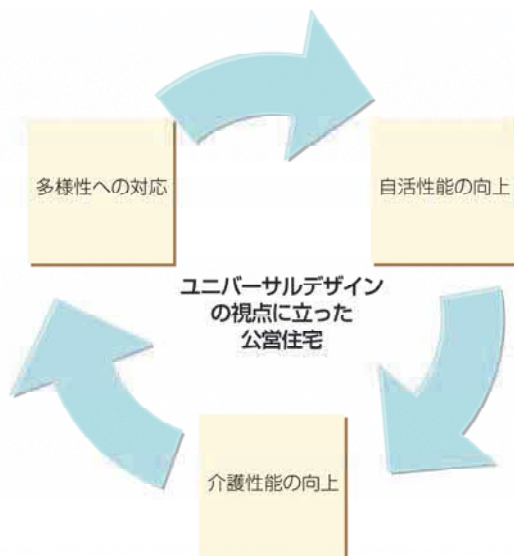 多様性への対応
自活性能の向上
ユニバーサルデザイン
の視点に立った
公営住宅
介護性能の向上